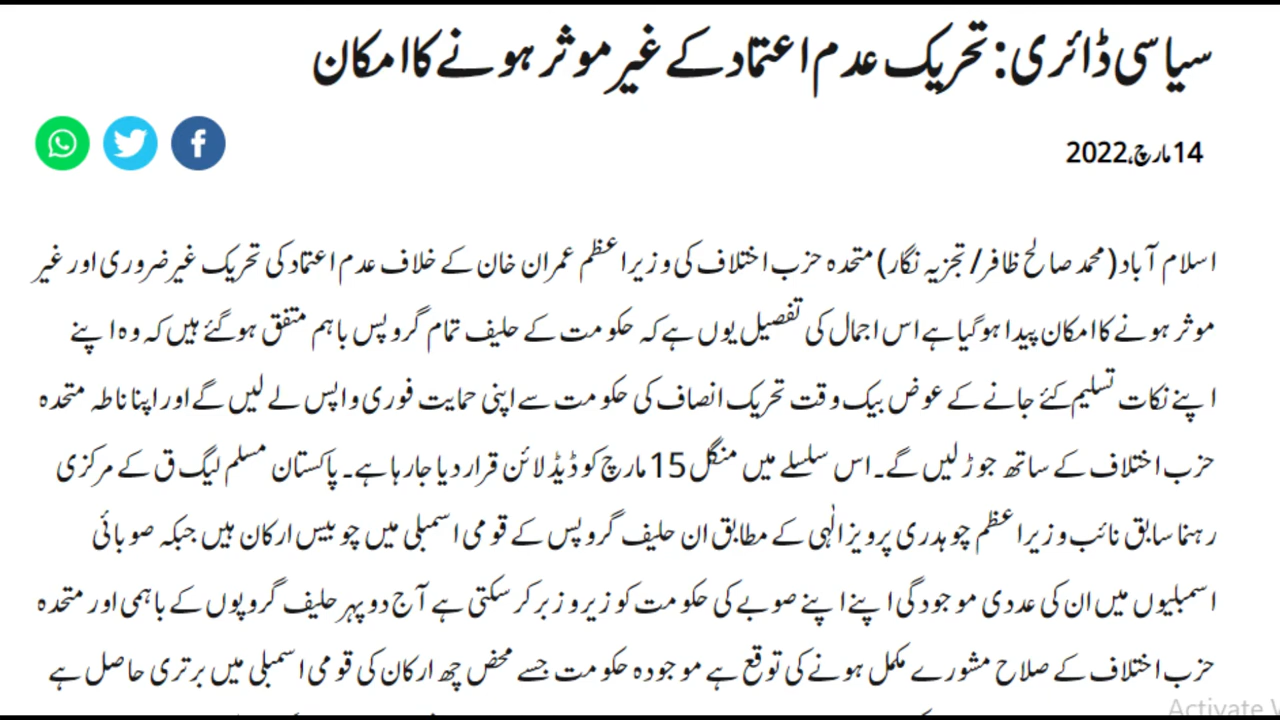 سیاسی ڈائری: تحریک عدم اعتماد کے غیر موثر ہونے کا امکان
14 مارچ، 2022
اسلام آباد (محمد صالح ظافر/ تجزیہ نگار) متحدہ حزب اختلاف کی وزیراعظم عمران خان کے خلاف عدم اعتماد کی تحریک غیر ضروری اور غیر
موثر ہونے کا امکان پیدا ہوگیا ہے اس اجمال کی تفصیل یوں ہے کہ حکومت کے حلیف تمام گروپس باہم متفق ہوگئے ہیں کہ وہ اپنے
اپنے نکات تسلیم کئے جانے کے عوض بیک وقت تحریک انصاف کی حکومت سے اپنی حمایت فوری واپس لے لیں گے اور اپنا ناطہ متحدہ
حزب اختلاف کے ساتھ جوڑ لیں گے۔ اس سلسلے میں منگل 15 مارچ کو ڈیڈ لائن قرار دیا جارہا ہے۔ پاکستان مسلم لیگ ق کے مرکزی
رہنما سابق نائب وزیراعظم چوہدری پرویز الٰہی کے مطابق ان حلیف گروپس کے قومی اسمبلی میں چوبیس ارکان ہیں جبکہ صوبائی
اسمبلیوں میں ان کی عددی موجودگی اپنے اپنے صوبے کی حکومت کو زیرو زبر کرسکتی ہے آج دوپہر حلیف گروپوں کے باہمی اور متحدہ
حزب اختلاف کے صلاح مشورے مکمل ہونے کی توقع ہے موجودہ حکومت جسے محض چھ ارکان کی قومی اسمبلی میں برتری حاصل ہے
Activate